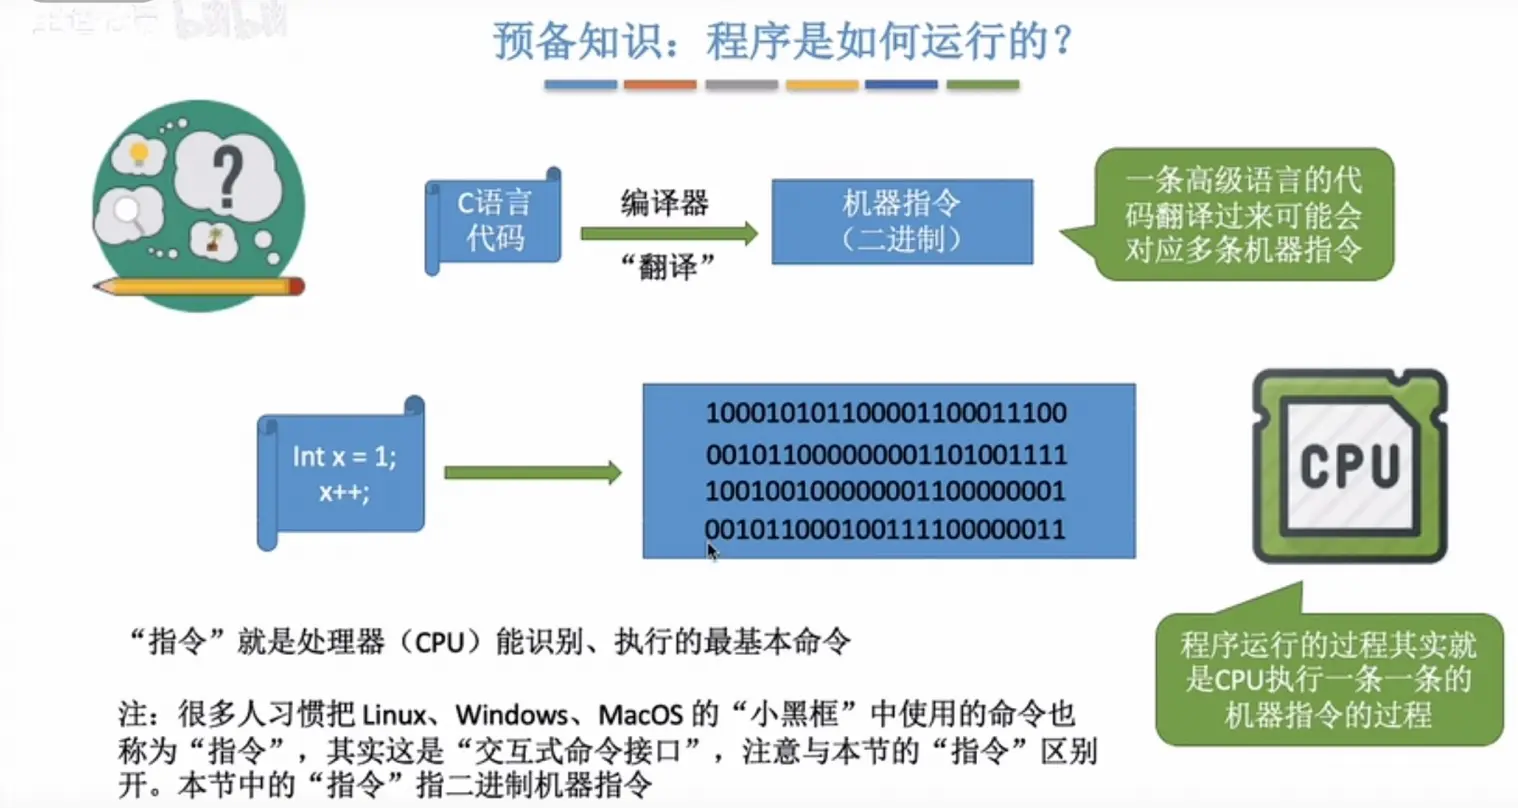 预备知识：程序是如何运行的？
C语言
代码
编译器
“翻译”
机器指令
（二进制）
一条高级语言的代
码翻译过来可能会
对应多条机器指令
Int x = 1;
x++;
100010101100001100011100
001011000000001101001111
100100100000001100000001
001011000100111100000011
CPU
“指令”就是处理器（CPU）能识别、执行的最基本命令
程序运行的过程其实就
是CPU执行一条一条的
机器指令的过程
注：很多人习惯把 Linux、Windows、MacOS 的“小黑框”中使用的命令也
称为“指令”，其实这是“交互式命令接口”，注意与本节的“指令”区别
开。本节中的“指令”指二进制机器指令